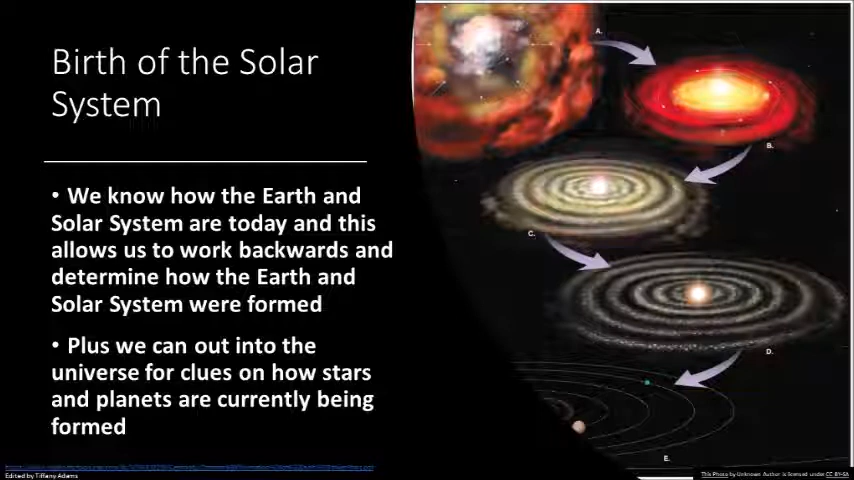 Birth of the Solar
System
• We know how the Earth and
Solar System are today and this
allows us to work backwards and
determine how the Earth and
Solar System were formed
• Plus we can out into the
universe for clues on how stars
and planets are currently being
formed
A.
B.
C.
D.
E.
Edited by Tiffany Adams
This Photo by Unknown Author is licensed under CC BY-SA